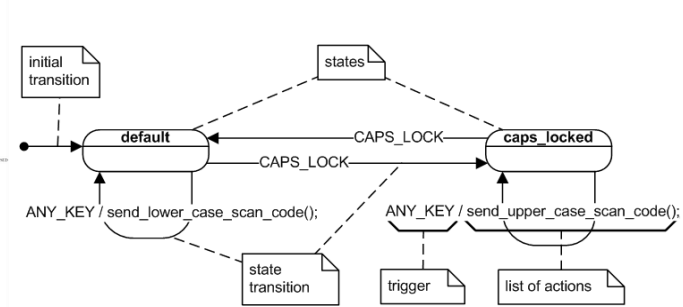 initial
transition
states
default
CAPS_LOCK
caps_locked
CAPS_LOCK
ANY_KEY / send_lower_case_scan_code();
ANY_KEY / send_upper_case_scan_code();
state
transition
trigger
list of actions